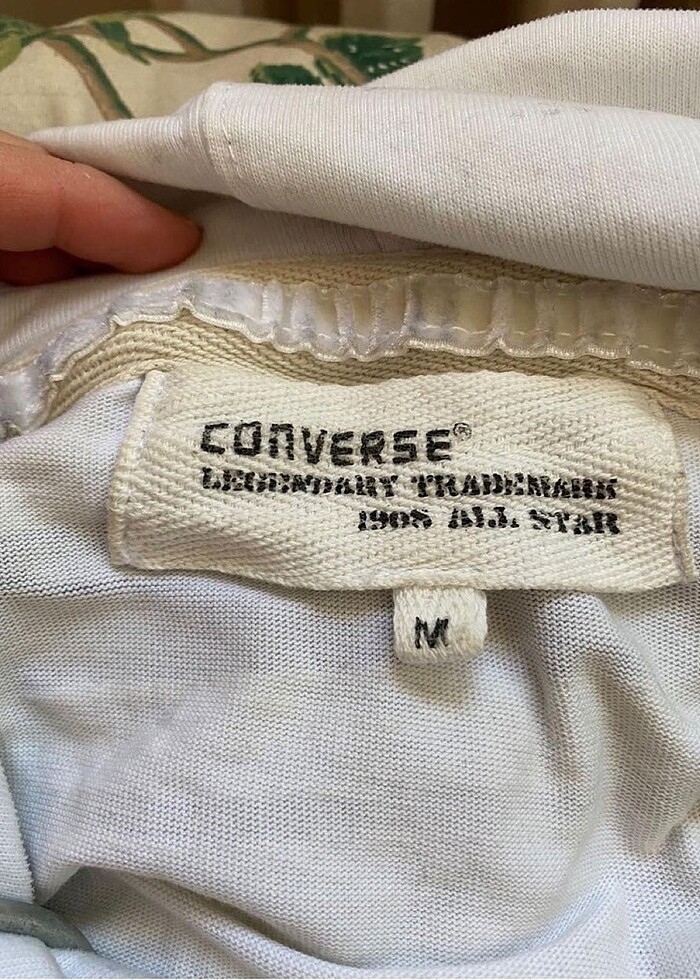 CONVERSE®
LEGENDARY TRADEMARK
1908 ALL STAR
M